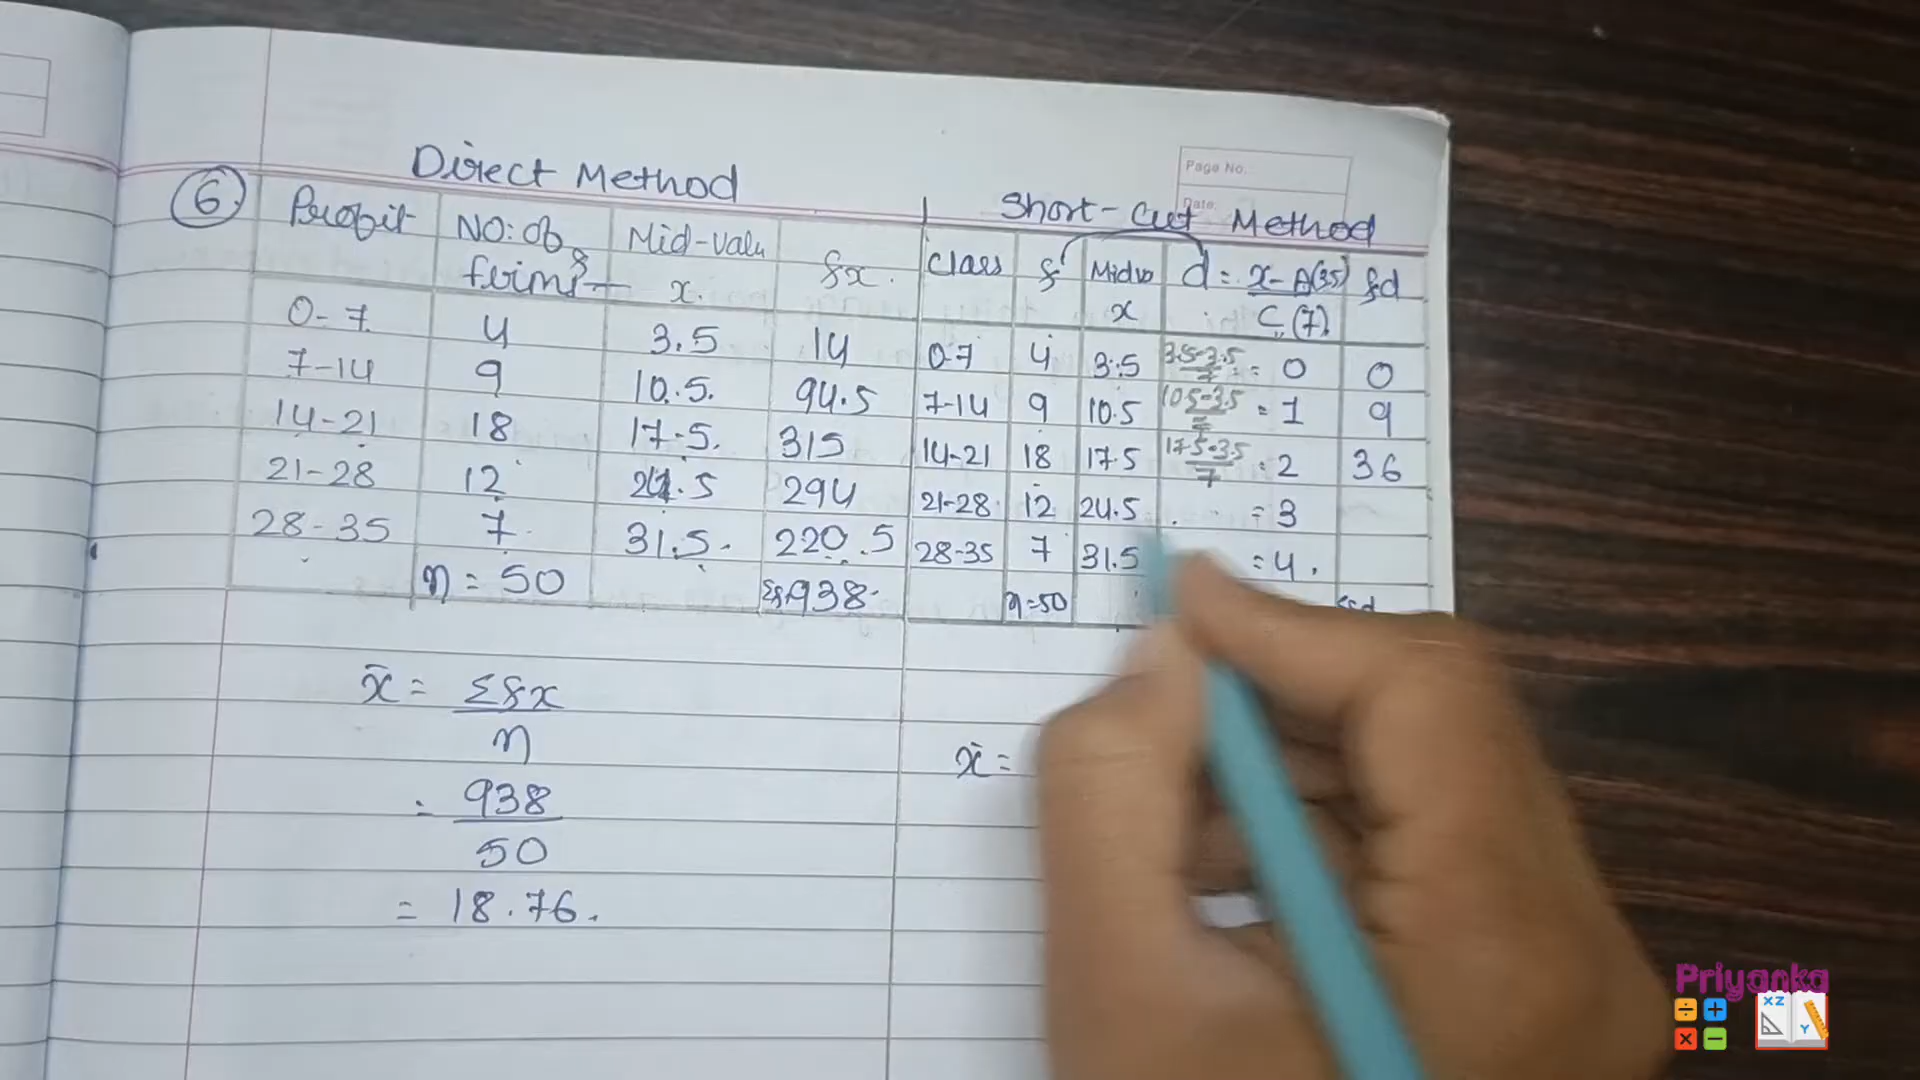 Page No.
Date:
Direct Method
Short-Cut Method
6
Profit No: of firms f Mid-valu x. fx.
0-7 4 3.5 14
7-14 9 10.5. 94.5
14-21 18 17.5. 315
21-28 12 24.5 294
28-35 7. 31.5. 220.5
n = 50 Σfx 938
Class f x d = x - A(3.5) fd
C (7)
0-7 4 3.5 3.5-3.5 = 0 0
7-14 9 10.5 10.5-3.5 = 1 9
14-21 18 17.5 17.5-3.5 = 2 36
7
21-28 12 24.5 = 3
28-35 7 31.5 = 4.
n=50
x̄ = Σfx
n
= 938
50
= 18.76.
x̄ =
Priyanka
XZ
Y